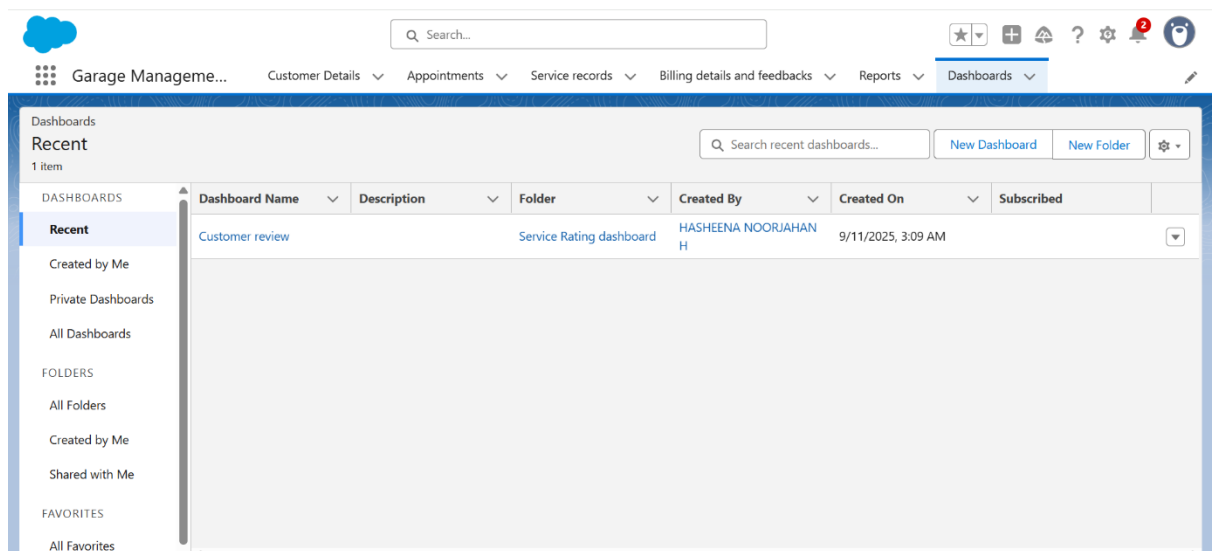 Search...
2
Garage Manageme...
Customer Details
Appointments
Service records
Billing details and feedbacks
Reports
Dashboards
Dashboards
Recent
1 item
Search recent dashboards...
New Dashboard
New Folder
DASHBOARDS
Recent
Created by Me
Private Dashboards
All Dashboards
FOLDERS
All Folders
Created by Me
Shared with Me
FAVORITES
All Favorites
Dashboard Name
Description
Folder
Created By
Created On
Subscribed
Customer review
Service Rating dashboard
HASHEENA NOORJAHAN
H
9/11/2025, 3:09 AM